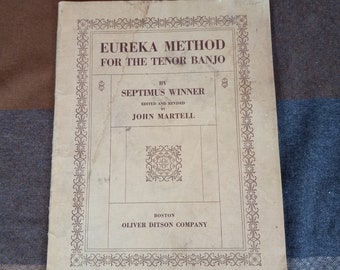 EUREKA METHOD
FOR THE TENOR BANJO
BY
SEPTIMUS WINNER
EDITED AND REVISED
BY
JOHN MARTELL
BOSTON
OLIVER DITSON COMPANY